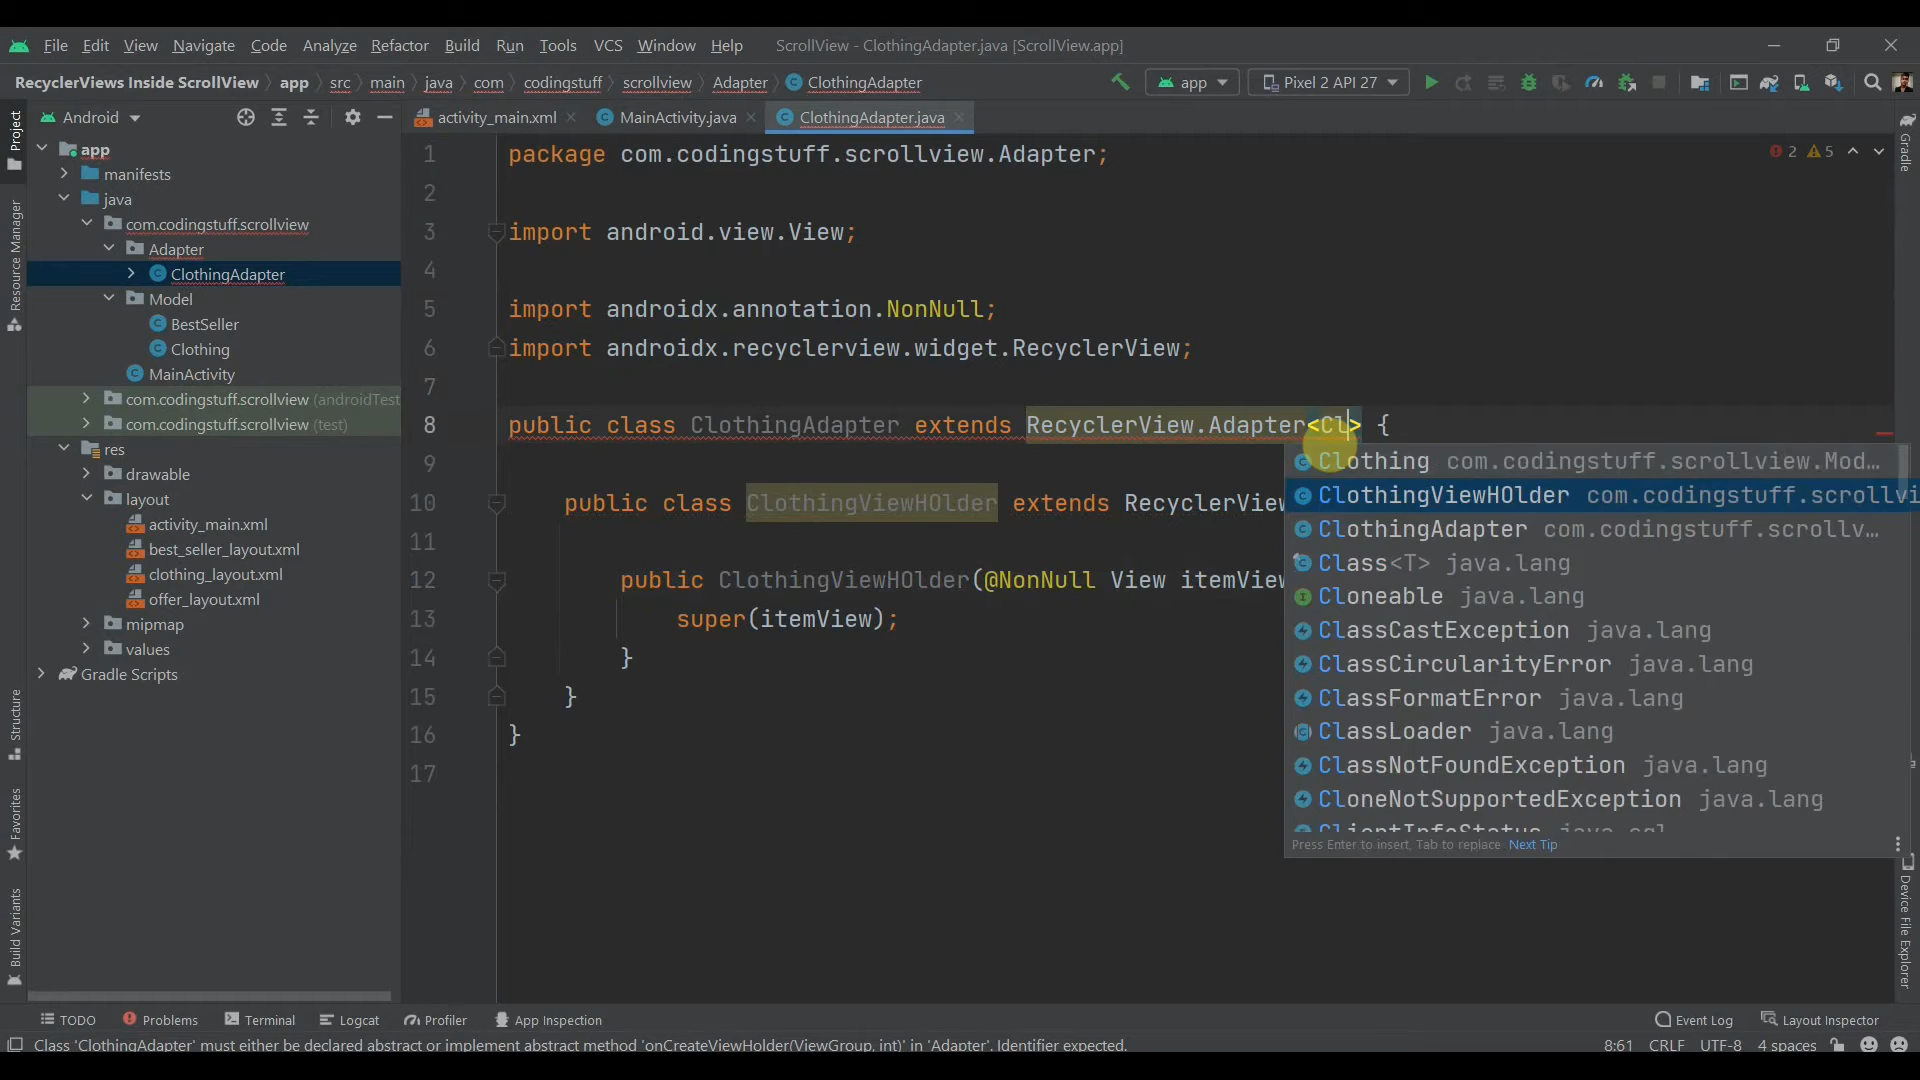 File Edit View Navigate Code Analyze Refactor Build Run Tools VCS Window Help ScrollView - ClothingAdapter.java [ScrollView.app]
RecyclerViews Inside ScrollView app src main java com codingstuff scrollview Adapter ClothingAdapter app Pixel 2 API 27
Project
Android
activity_main.xml MainActivity.java ClothingAdapter.java
Gradle
app
manifests
java
com.codingstuff.scrollview
Adapter
ClothingAdapter
Model
BestSeller
Clothing
MainActivity
com.codingstuff.scrollview (androidTest
com.codingstuff.scrollview (test)
res
drawable
layout
activity_main.xml
best_seller_layout.xml
clothing_layout.xml
offer_layout.xml
mipmap
values
Gradle Scripts
Resource Manager
Structure
Favorites
Build Variants
2 5
1 package com.codingstuff.scrollview.Adapter;
2
3 import android.view.View;
4
5 import androidx.annotation.NonNull;
6 import androidx.recyclerview.widget.RecyclerView;
7
8 public class ClothingAdapter extends RecyclerView.Adapter<Cl> {
9
10 public class ClothingViewHOlder extends RecyclerView
11
12 public ClothingViewHOlder(@NonNull View itemView
13 super(itemView);
14 }
15 }
16 }
17
Clothing com.codingstuff.scrollview.Mod…
ClothingViewHOlder com.codingstuff.scrollvi
ClothingAdapter com.codingstuff.scrollv…
Class<T> java.lang
Cloneable java.lang
ClassCastException java.lang
ClassCircularityError java.lang
ClassFormatError java.lang
ClassLoader java.lang
ClassNotFoundException java.lang
CloneNotSupportedException java.lang
ClientInfoStatus java.sql
Press Enter to insert, Tab to replace Next Tip
Device File Explorer
TODO Problems Terminal Logcat Profiler App Inspection Event Log Layout Inspector
Class 'ClothingAdapter' must either be declared abstract or implement abstract method 'onCreateViewHolder(ViewGroup, int)' in 'Adapter'. Identifier expected. 8:61 CRLF UTF-8 4 spaces